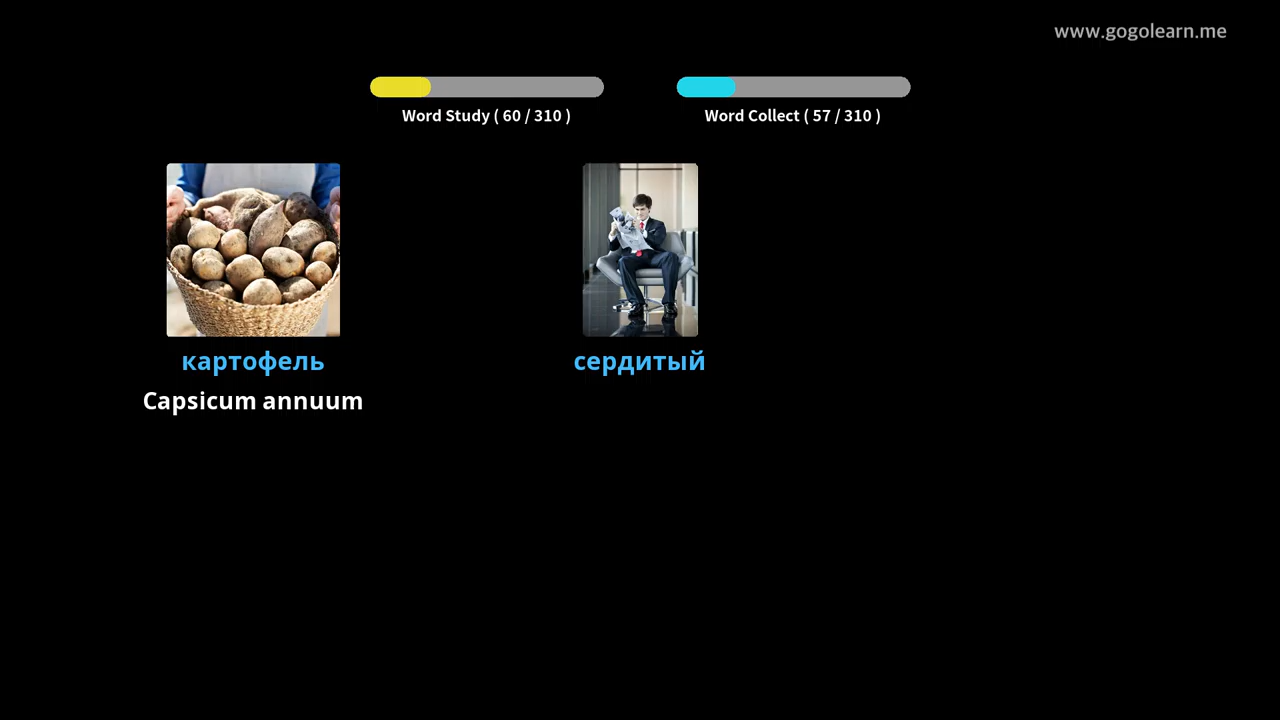 www.gogolearn.me
Word Study ( 60 / 310 )
Word Collect ( 57 / 310 )
картофель
сердитый
Capsicum annuum